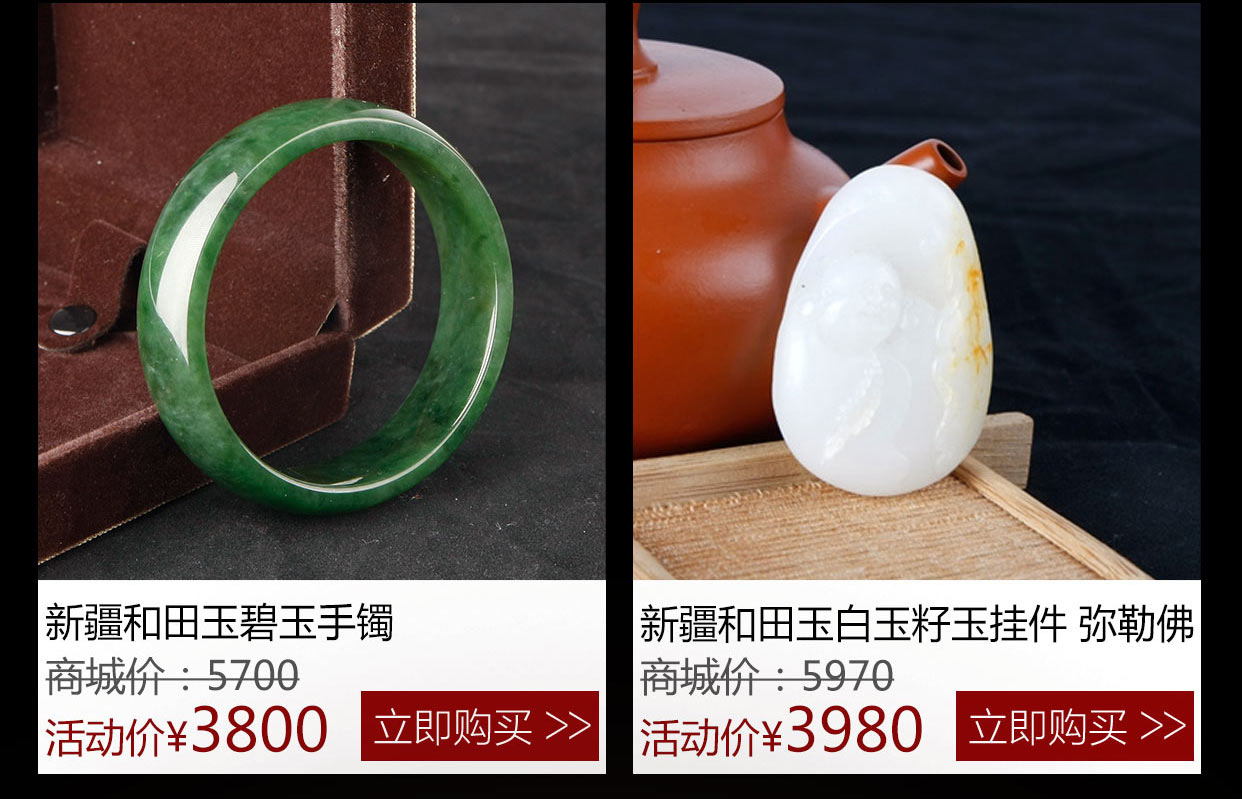 新疆和田玉碧玉手镯
商城价：5700
活动价¥3800
立即购买 >>
新疆和田玉白玉籽玉挂件 弥勒佛
商城价：5970
活动价¥3980
立即购买 >>